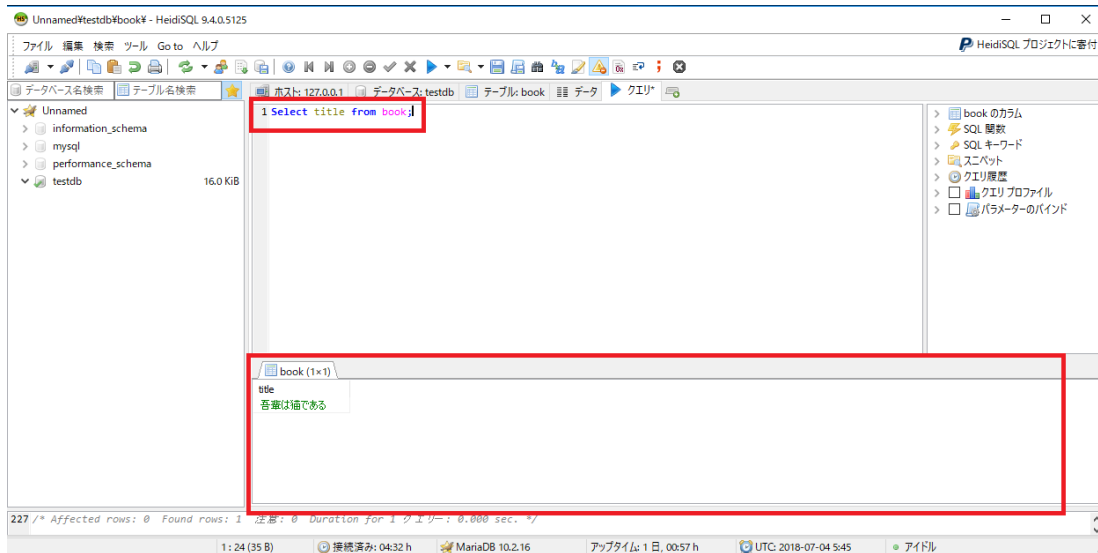 Unnamed¥testdb¥book¥ - HeidiSQL 9.4.0.5125
ファイル 編集 検索 ツール Go to ヘルプ
HeidiSQL プロジェクトに寄付
データベース名検索 テーブル名検索
ホスト: 127.0.0.1 データベース: testdb テーブル: book データ クエリ*
Unnamed
information_schema
mysql
performance_schema
testdb 16.0 KiB
1 Select title from book;
book のカラム
SQL 関数
SQL キーワード
スニペット
クエリ履歴
クエリ プロファイル
パラメーターのバインド
book (1×1)
title
吾輩は猫である
227 /* Affected rows: 0 Found rows: 1 注意: 0 Duration for 1 クエリー: 0.000 sec. */
1 : 24 (35 B) 接続済み: 04:32 h MariaDB 10.2.16 アップタイム: 1 日, 00:57 h UTC: 2018-07-04 5:45 アイドル